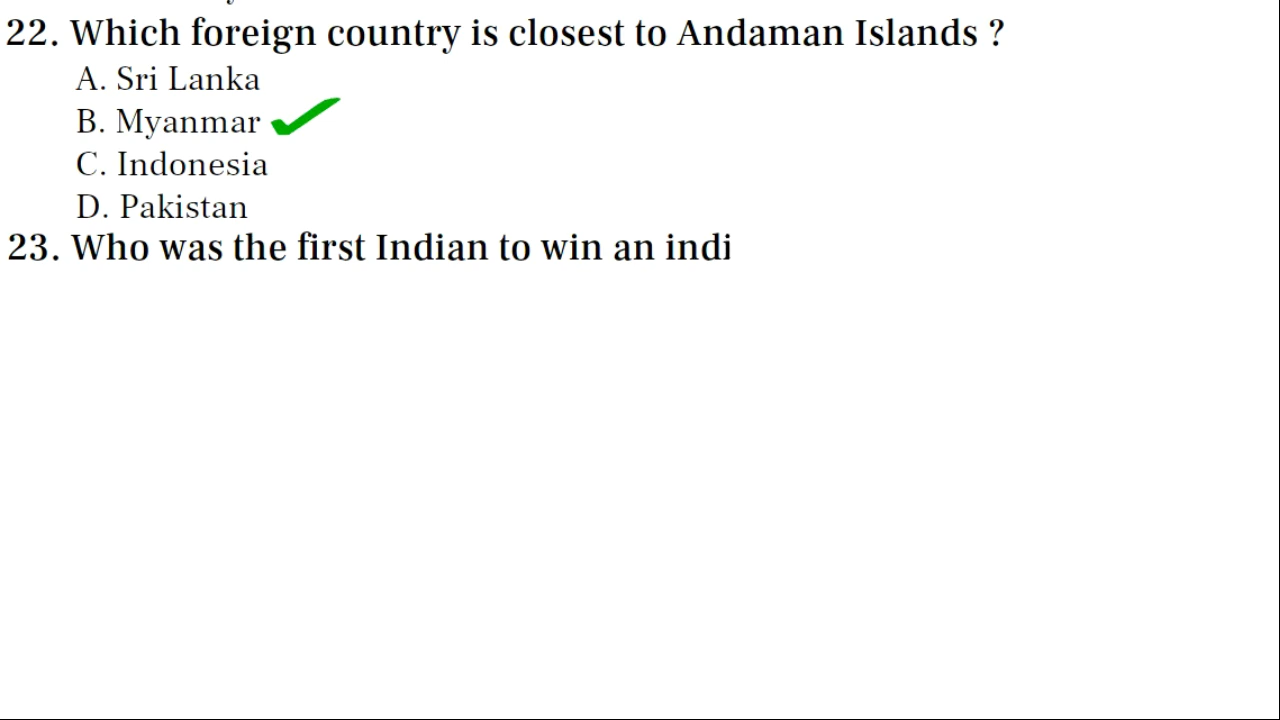 22. Which foreign country is closest to Andaman Islands ?
A. Sri Lanka
B. Myanmar
C. Indonesia
D. Pakistan
23. Who was the first Indian to win an indi